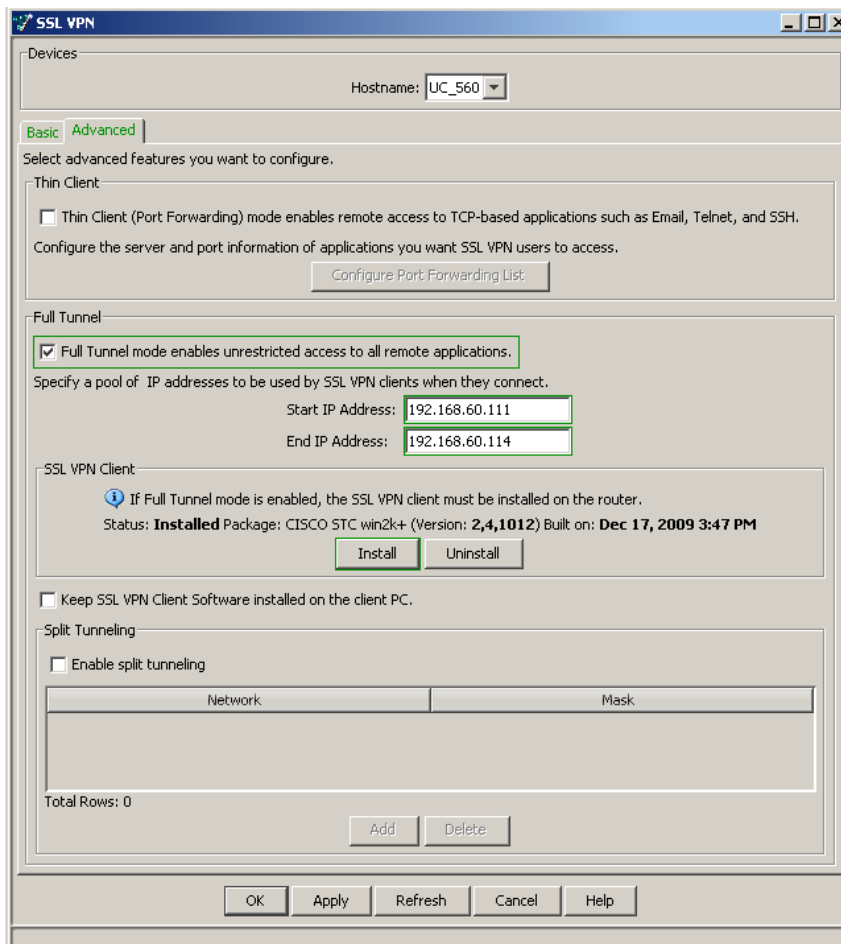 SSL VPN
Devices
Hostname: UC_560
Basic Advanced
Select advanced features you want to configure.
Thin Client
Thin Client (Port Forwarding) mode enables remote access to TCP-based applications such as Email, Telnet, and SSH.
Configure the server and port information of applications you want SSL VPN users to access.
Configure Port Forwarding List
Full Tunnel
Full Tunnel mode enables unrestricted access to all remote applications.
Specify a pool of IP addresses to be used by SSL VPN clients when they connect.
Start IP Address: 192.168.60.111
End IP Address: 192.168.60.114
SSL VPN Client
If Full Tunnel mode is enabled, the SSL VPN client must be installed on the router.
Status: Installed Package: CISCO STC win2k+ (Version: 2,4,1012) Built on: Dec 17, 2009 3:47 PM
Install Uninstall
Keep SSL VPN Client Software installed on the client PC.
Split Tunneling
Enable split tunneling
Network Mask
Total Rows: 0
Add Delete
OK Apply Refresh Cancel Help